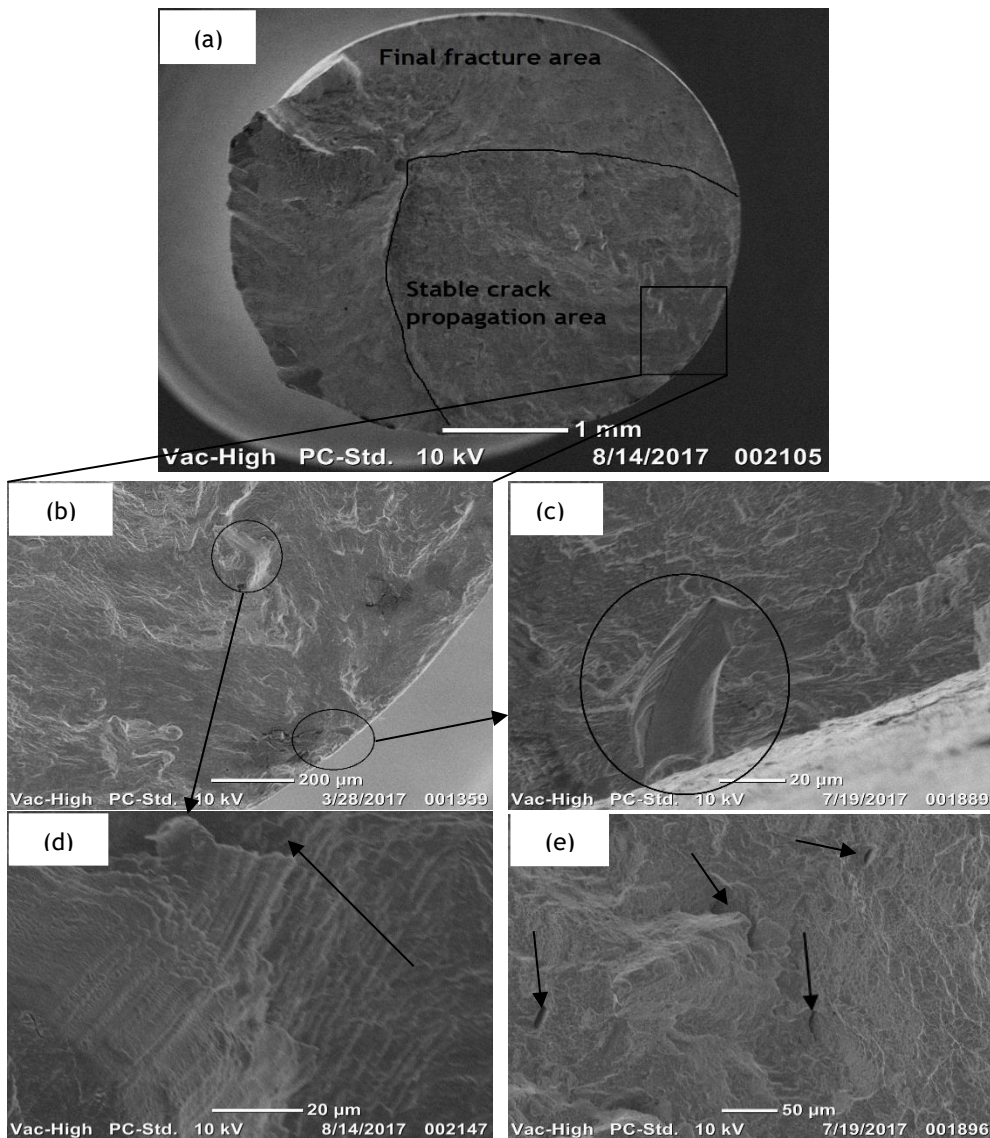 (a)
Final fracture area
Stable crack
propagation area
1 mm
Vac-High PC-Std. 10 kV 8/14/2017 002105
(b)
200 µm
Vac-High PC-Std. 10 kV 3/28/2017 001359
(c)
20 µm
Vac-High PC-Std. 10 kV 7/19/2017 001889
(d)
20 µm
Vac-High PC-Std. 10 kV 8/14/2017 002147
(e)
50 µm
Vac-High PC-Std. 10 kV 7/19/2017 001896